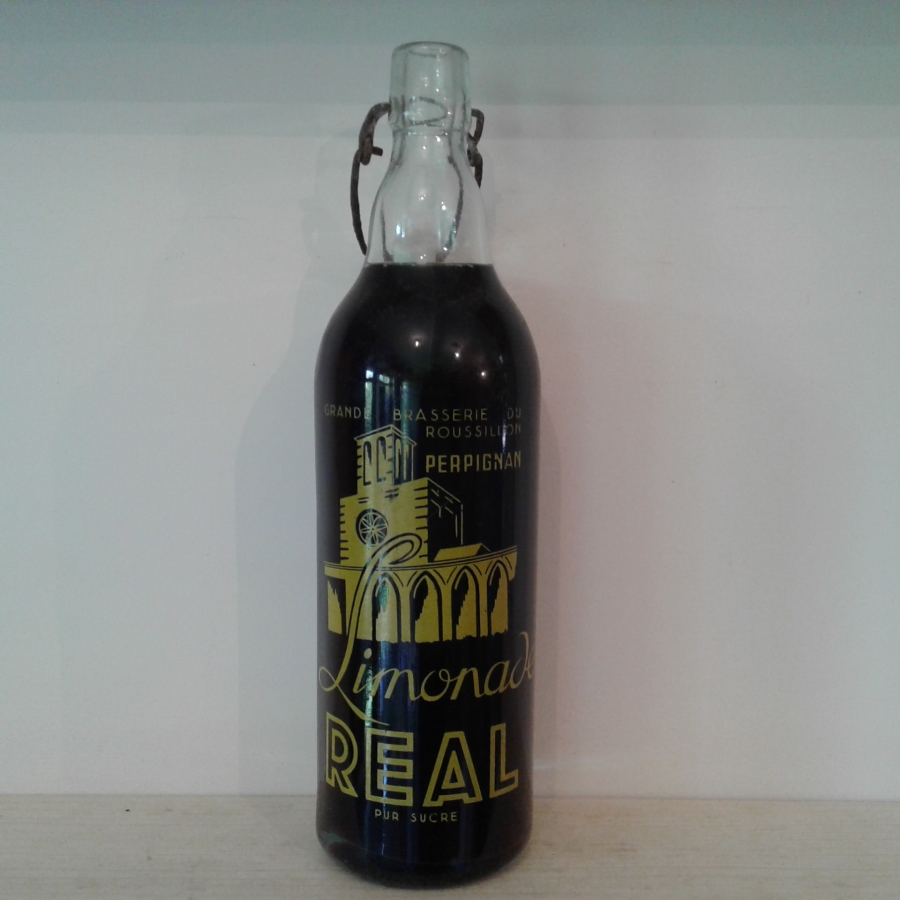 GRANDE BRASSERIE DU
ROUSSILLON
PERPIGNAN
Limonade
REAL
PUR SUCRE